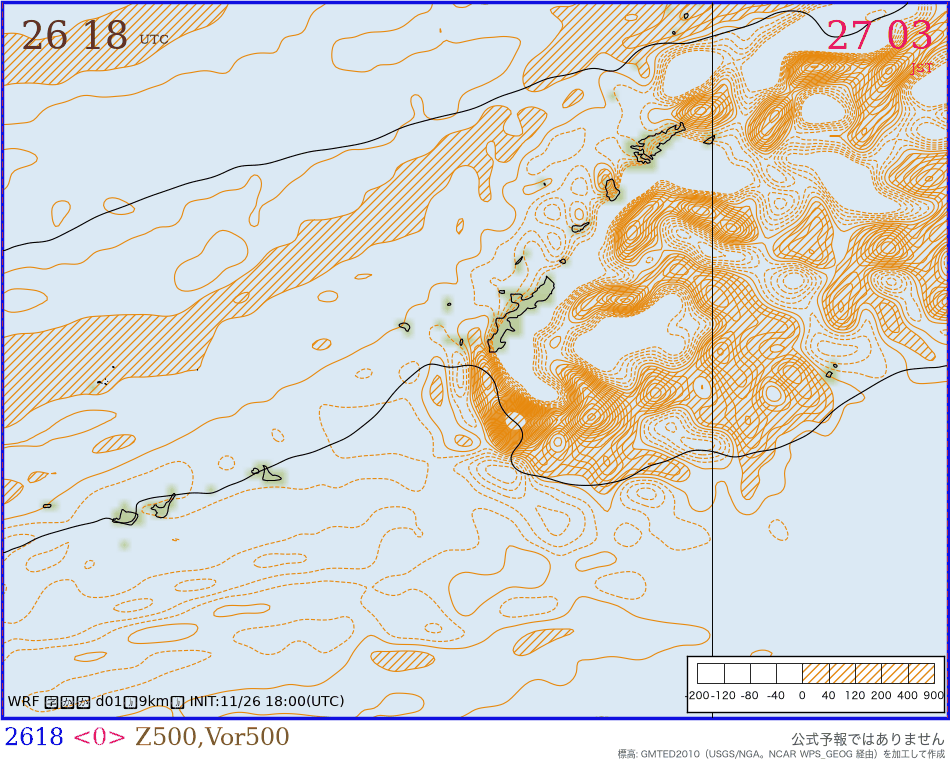 26 18 UTC
27 03
JST
-200 -120 -80 -40 0 40 120 200 400 900
WRF d01 9km INIT:11/26 18:00(UTC)
2618 <0> Z500,Vor500
公式予報ではありません
標高: GMTED2010（USGS/NGA。NCAR WPS_GEOG 経由）を加工して作成